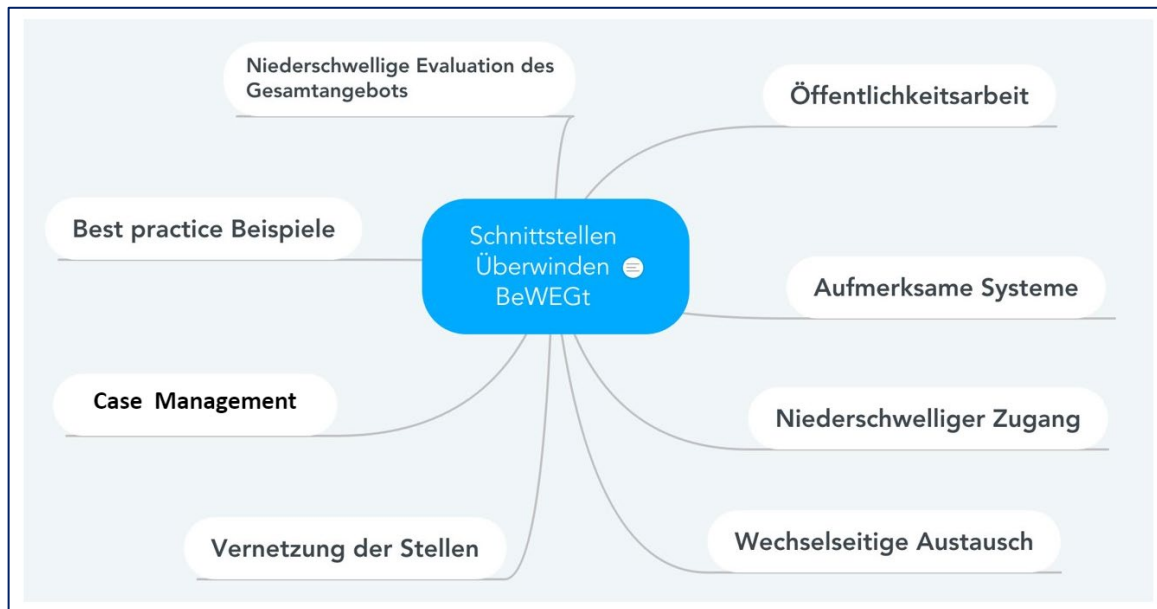 Niederschwellige Evaluation des
Gesamtangebots
Öffentlichkeitsarbeit
Best practice Beispiele
Schnittstellen
Überwinden
BeWEGt
Aufmerksame Systeme
Case Management
Niederschwelliger Zugang
Vernetzung der Stellen
Wechselseitige Austausch